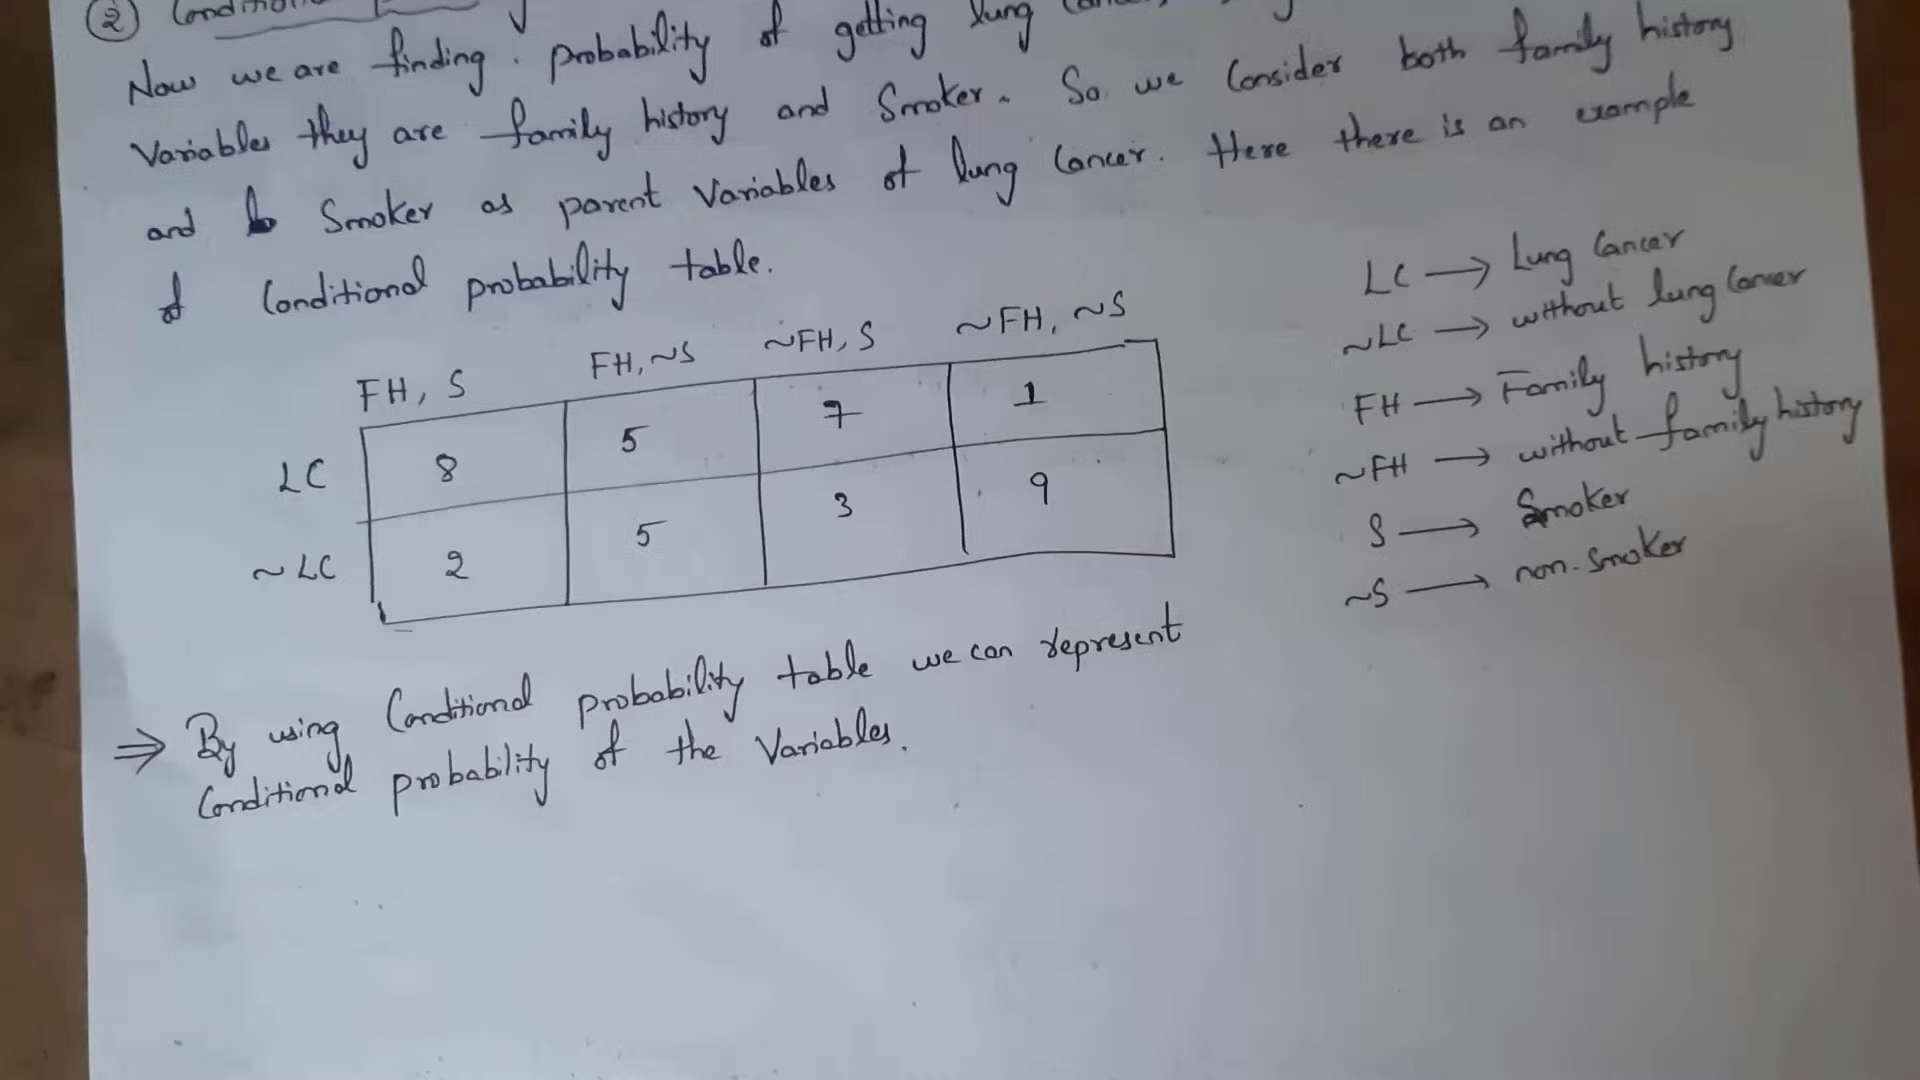 ②
Now we are finding. probability of getting lung
Variables they are family history and Smoker. So we Consider both family history
and Smoker as parent Variables of lung Cancer. Here there is an example
of Conditional probability table.
FH, S FH, ~S ~FH, S ~FH, ~S
LC 8 5 7 1
~LC 2 5 3 9
LC → Lung Cancer
~LC → without lung Cancer
FH → Family history
~FH → without family history
S → Smoker
~S → non-smoker
⇒ By using Conditional probability table we can represent
Conditional probability of the Variables.